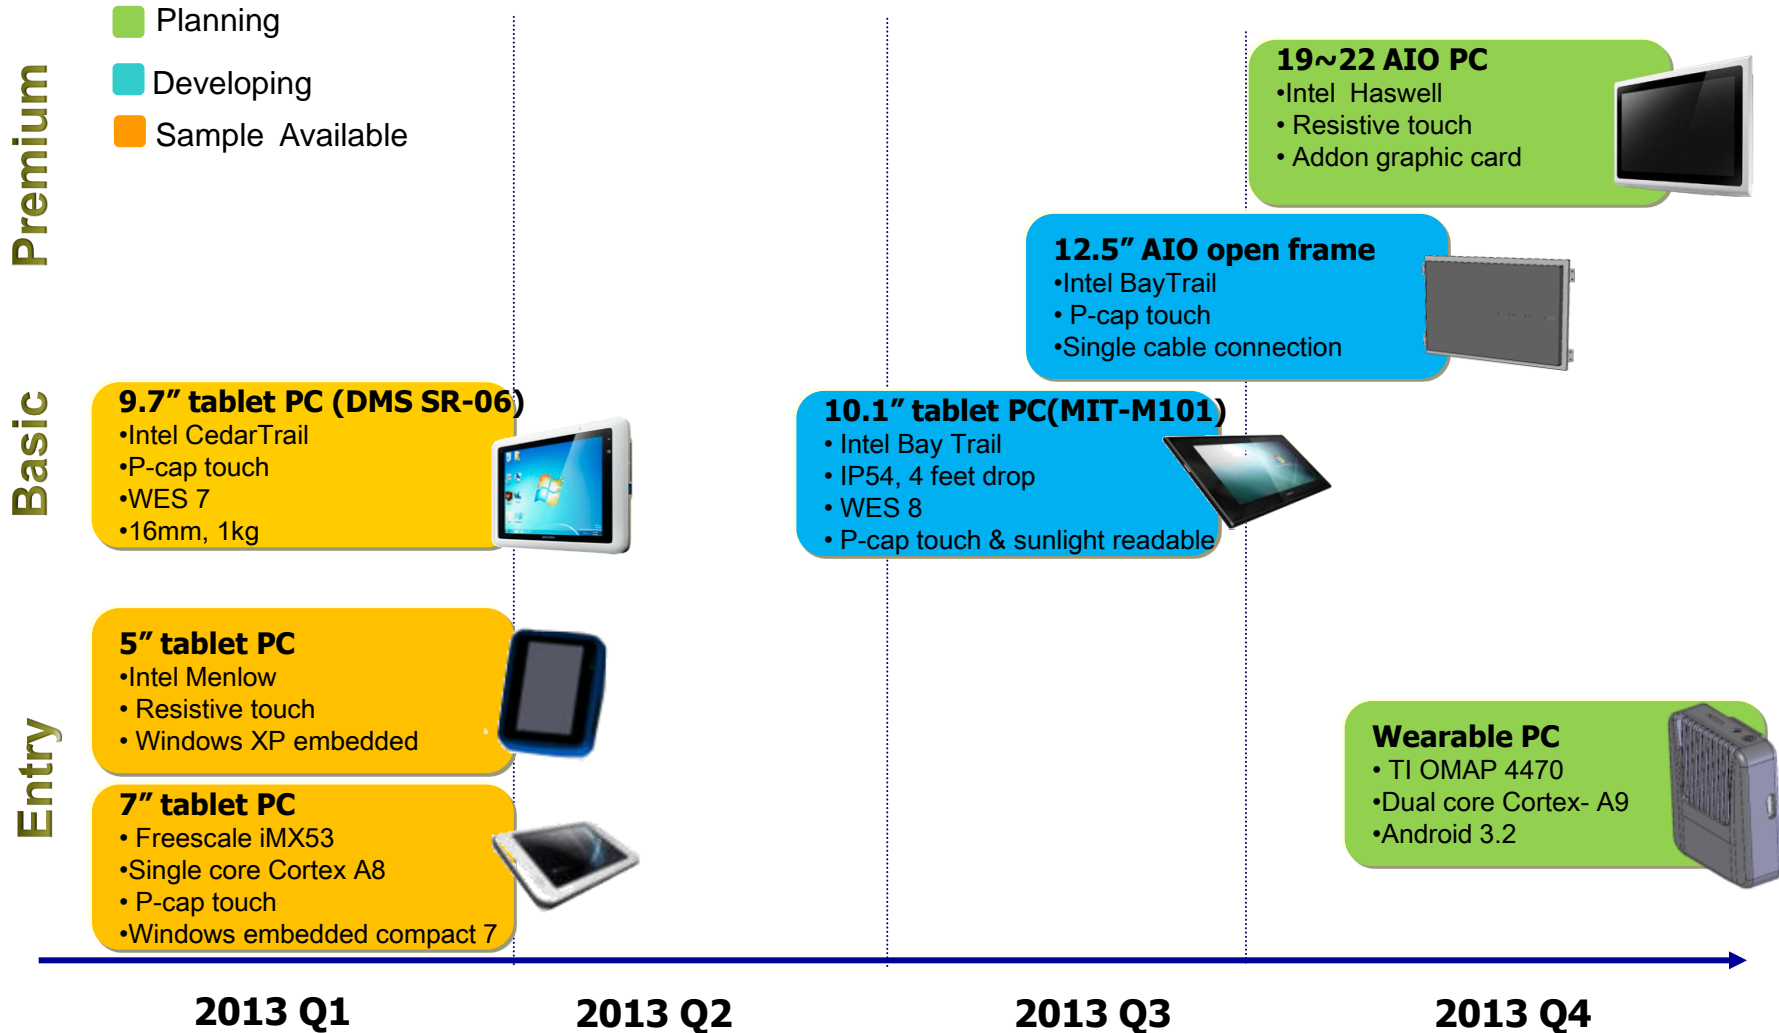 Planning
Developing
Sample  Available
Premium
Basic
Entry
19~22 AIO PC
•Intel  Haswell
• Resistive touch
• Addon graphic card
12.5” AIO open frame
•Intel BayTrail
• P-cap touch
•Single cable connection
9.7” tablet PC (DMS SR-06)
•Intel CedarTrail
•P-cap touch
•WES 7
•16mm, 1kg
10.1” tablet PC(MIT-M101)
• Intel Bay Trail
• IP54, 4 feet drop
• WES 8
• P-cap touch & sunlight readable
5” tablet PC
•Intel Menlow
• Resistive touch
• Windows XP embedded
7” tablet PC
• Freescale iMX53
•Single core Cortex A8
• P-cap touch
•Windows embedded compact 7
Wearable PC
• TI OMAP 4470
•Dual core Cortex- A9
•Android 3.2
2013 Q1
2013 Q2
2013 Q3
2013 Q4